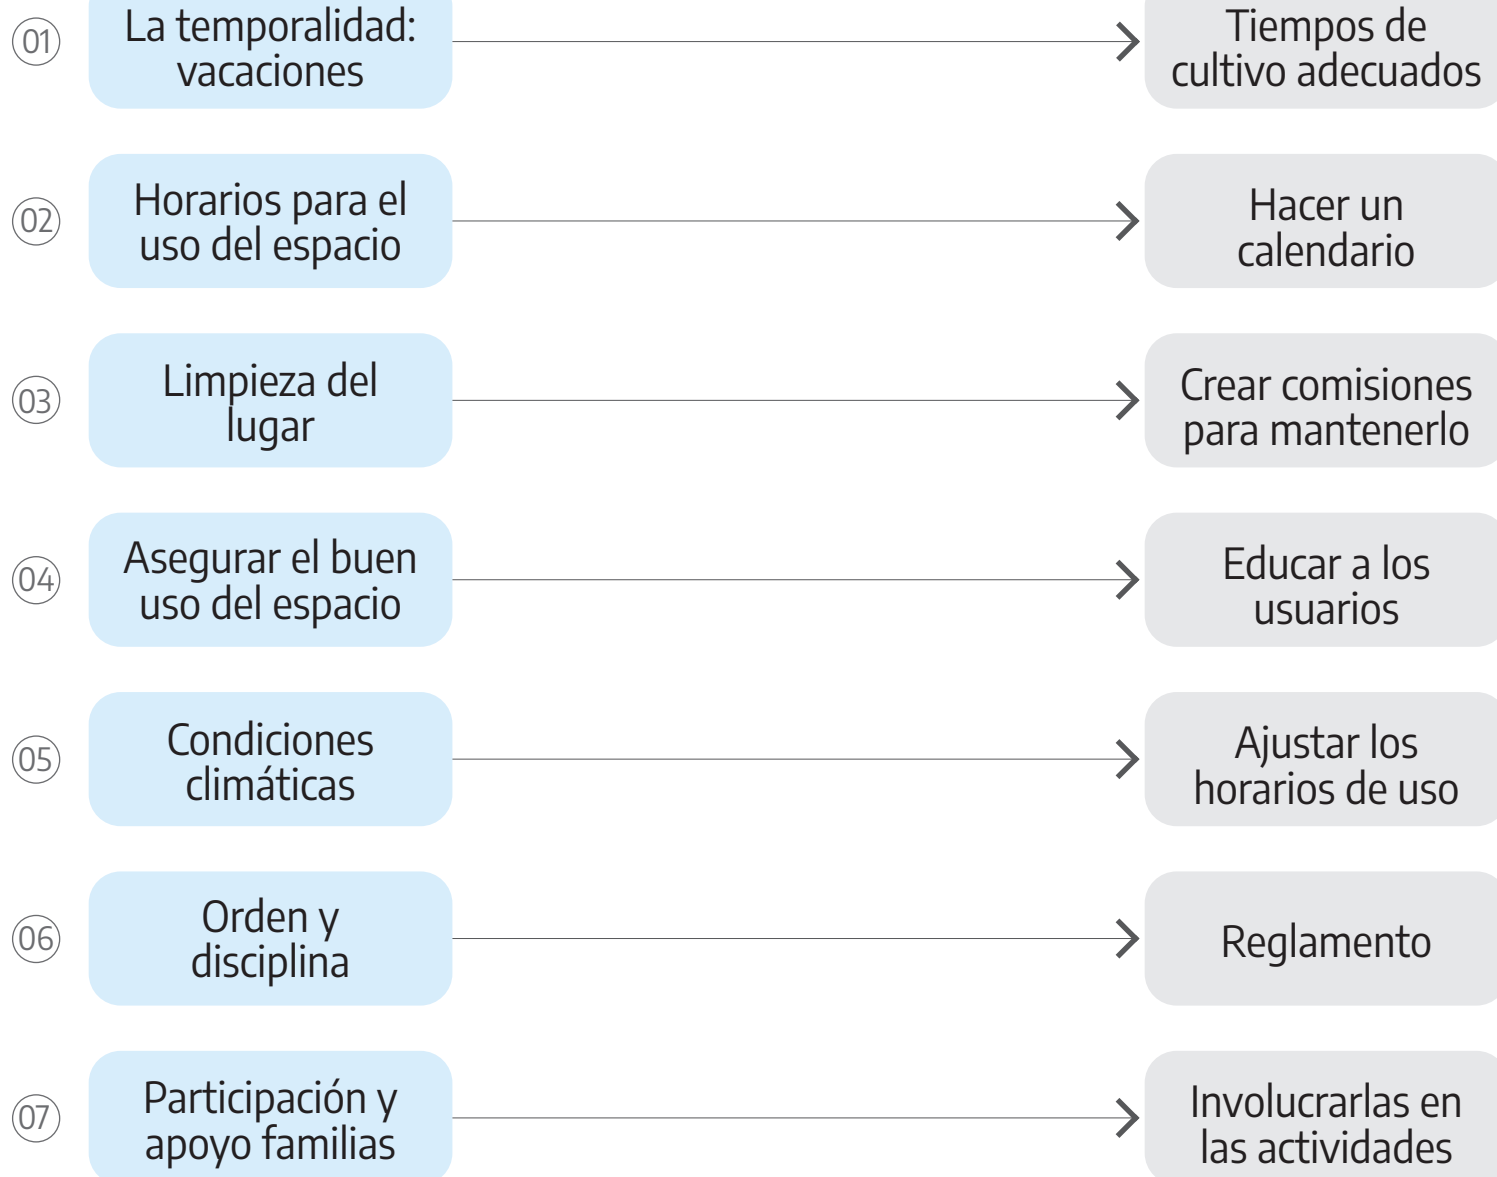 01
La temporalidad:
vacaciones
Tiempos de
cultivo adecuados
02
Horarios para el
uso del espacio
Hacer un
calendario
03
Limpieza del
lugar
Crear comisiones
para mantenerlo
04
Asegurar el buen
uso del espacio
Educar a los
usuarios
05
Condiciones
climáticas
Ajustar los
horarios de uso
06
Orden y
disciplina
Reglamento
07
Participación y
apoyo familias
Involucrarlas en
las actividades